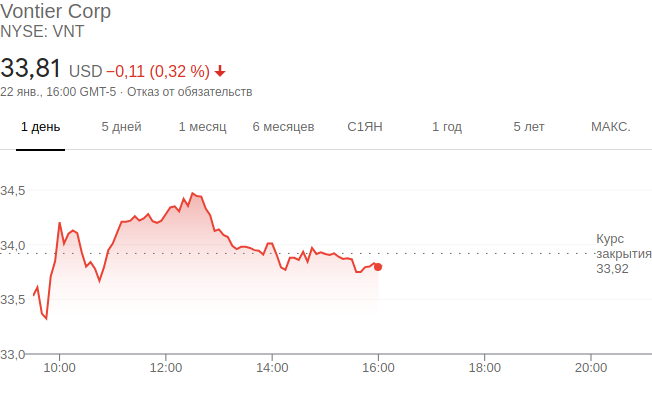 Vontier Corp
NYSE: VNT
33,81 USD −0,11 (0,32 %)
22 янв., 16:00 GMT-5 · Отказ от обязательств
1 день 5 дней 1 месяц 6 месяцев С1ЯН 1 год 5 лет МАКС.
34,5
34,0
33,5
33,0
Курс
закрытия
33,92
10:00 12:00 14:00 16:00 18:00 20:00